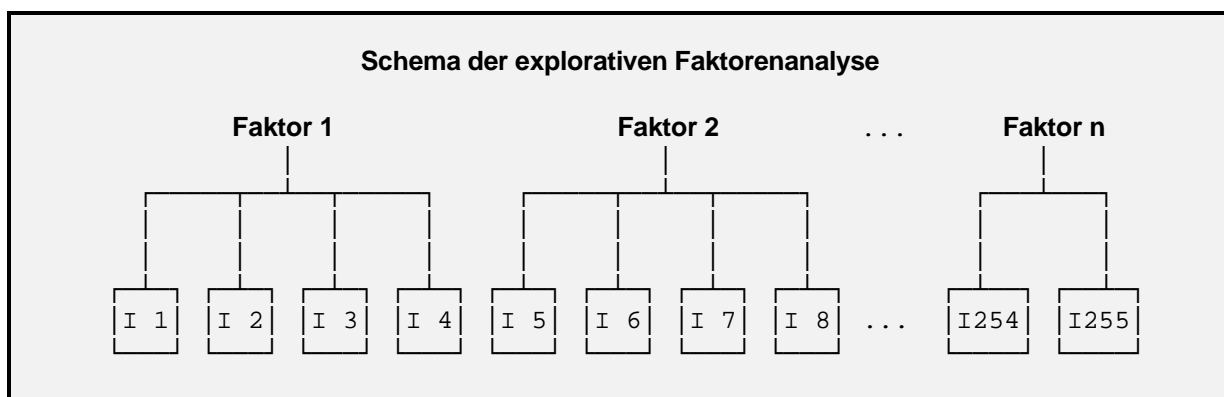 Schema der explorativen Faktorenanalyse
Faktor 1 Faktor 2 ... Faktor n
I 1 I 2 I 3 I 4 I 5 I 6 I 7 I 8 ... I254 I255